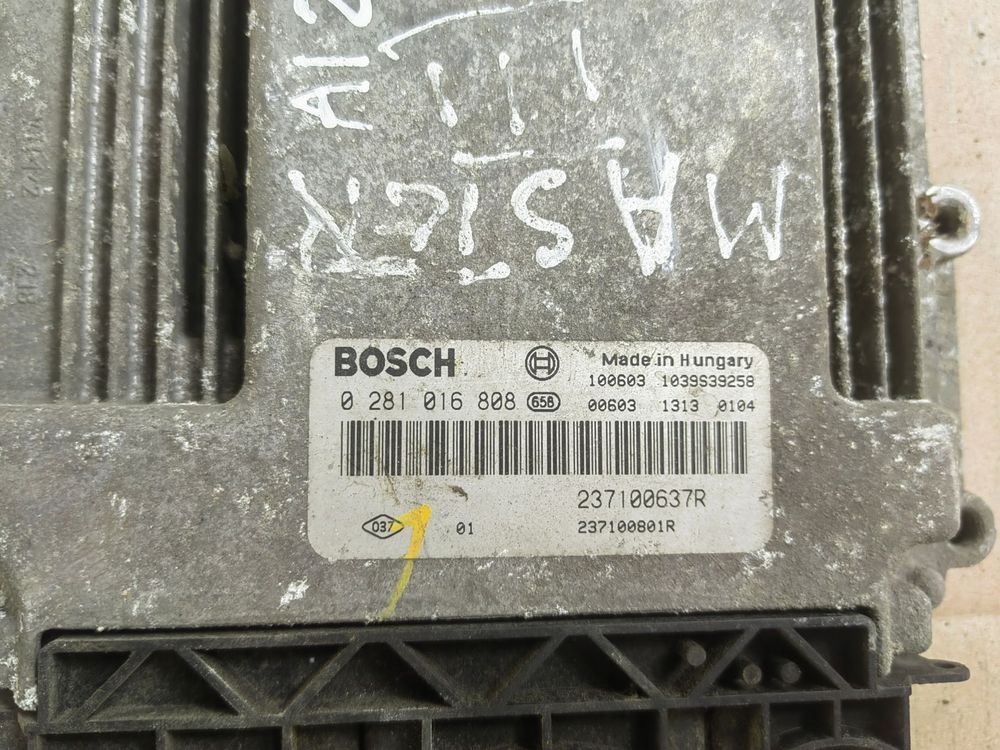 A12
III
MASTER
BOSCH
Made in Hungary
100603 1039S39258
0 281 016 808 658
00603 1313 0104
237100637R
037 01
237100801R